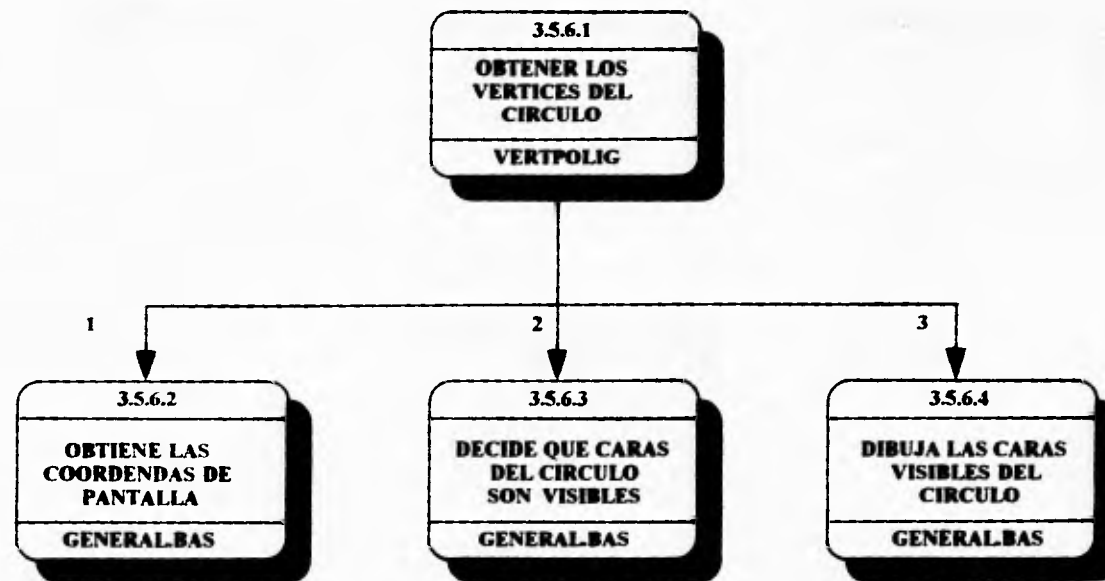 3.5.6.1
OBTENER LOS
VERTICES DEL
CIRCULO
VERTPOLIG
1
2
3
3.5.6.2
OBTIENE LAS
COORDENDAS DE
PANTALLA
GENERAL.BAS
3.5.6.3
DECIDE QUE CARAS
DEL CIRCULO
SON VISIBLES
GENERAL.BAS
3.5.6.4
DIBUJA LAS CARAS
VISIBLES DEL
CIRCULO
GENERAL.BAS